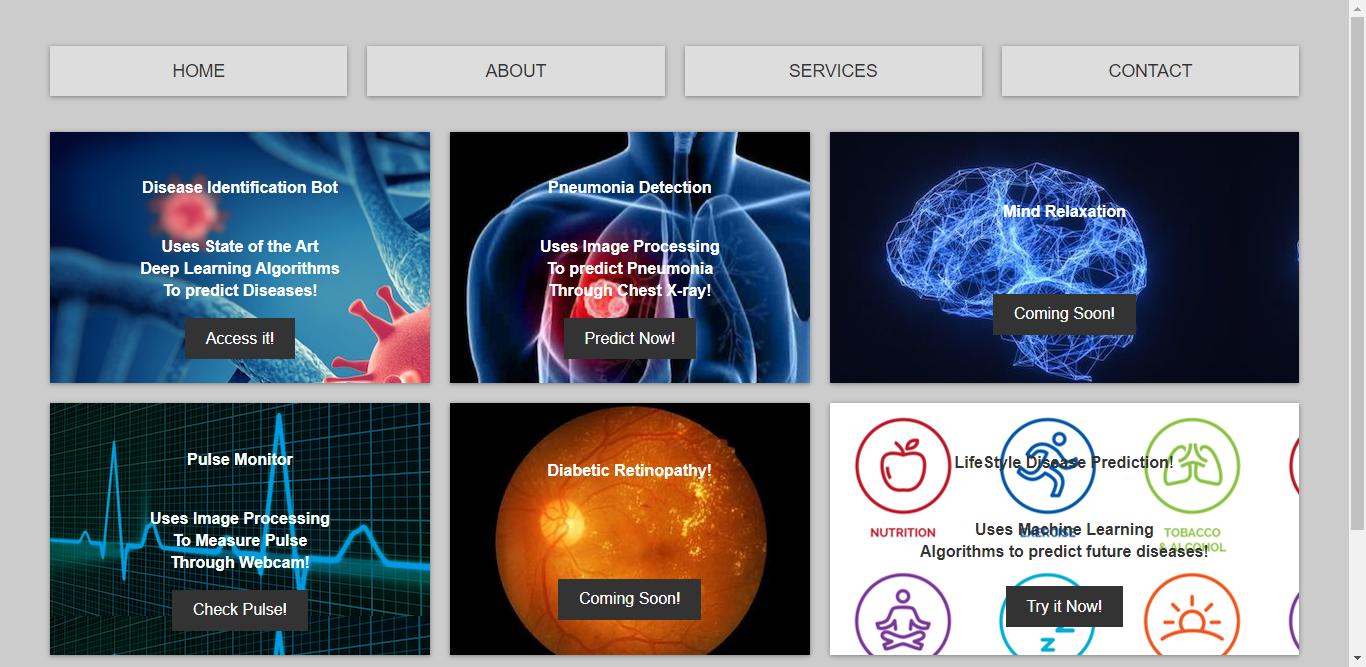 HOME
ABOUT
SERVICES
CONTACT
Disease Identification Bot
Uses State of the Art
Deep Learning Algorithms
To predict Diseases!
Access it!
Pneumonia Detection
Uses Image Processing
To predict Pneumonia
Through Chest X-ray!
Predict Now!
Mind Relaxation
Coming Soon!
Pulse Monitor
Uses Image Processing
To Measure Pulse
Through Webcam!
Check Pulse!
Diabetic Retinopathy!
Coming Soon!
LifeStyle Disease Prediction!
Uses Machine Learning
Algorithms to predict future diseases!
Try it Now!
NUTRITION
EXERCISE
TOBACCO
& ALCOHOL
z z